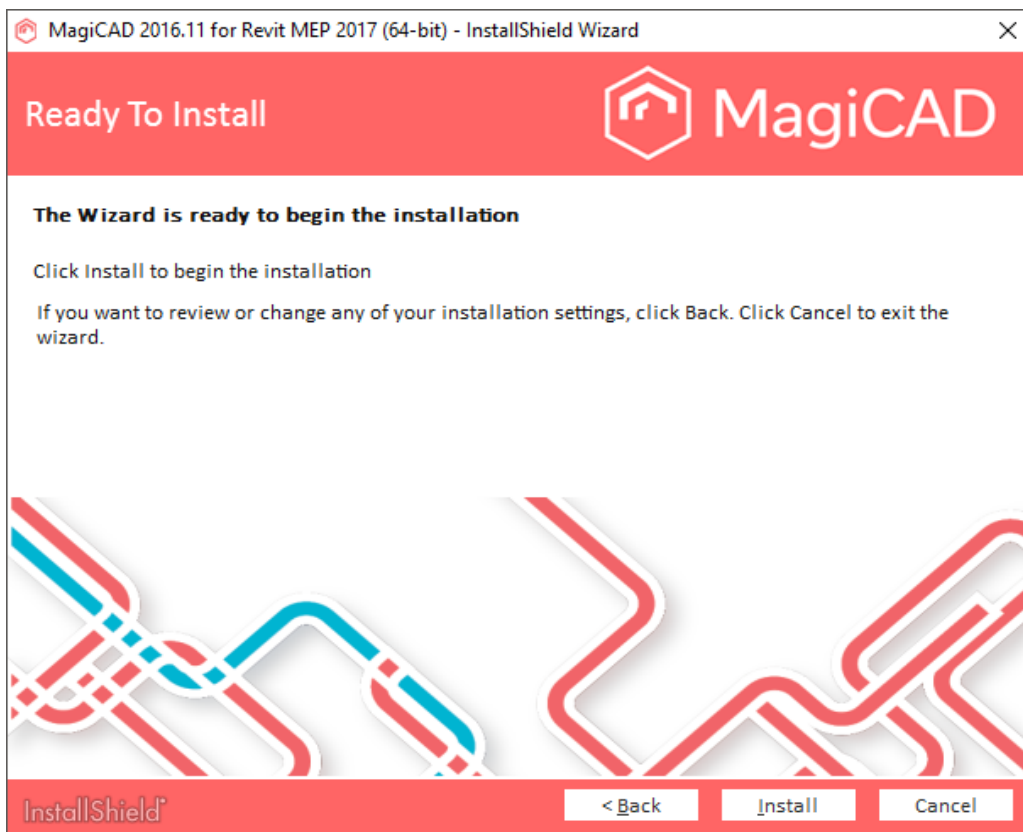 MagiCAD 2016.11 for Revit MEP 2017 (64-bit) - InstallShield Wizard
Ready To Install
MagiCAD
The Wizard is ready to begin the installation
Click Install to begin the installation
If you want to review or change any of your installation settings, click Back. Click Cancel to exit the
wizard.
InstallShield
< Back
Install
Cancel